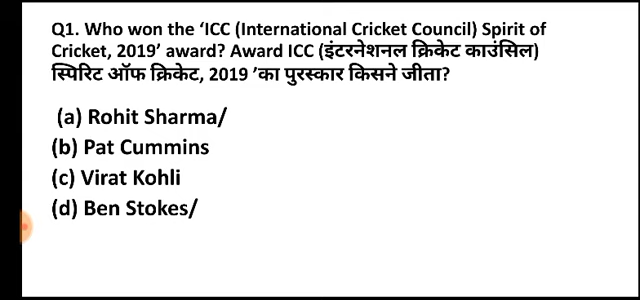 Q1. Who won the ‘ICC (International Cricket Council) Spirit of
Cricket, 2019’ award? Award ICC (इंटरनेशनल क्रिकेट काउंसिल)
स्पिरिट ऑफ क्रिकेट, 2019 ’का पुरस्कार किसने जीता?
(a) Rohit Sharma/
(b) Pat Cummins
(c) Virat Kohli
(d) Ben Stokes/